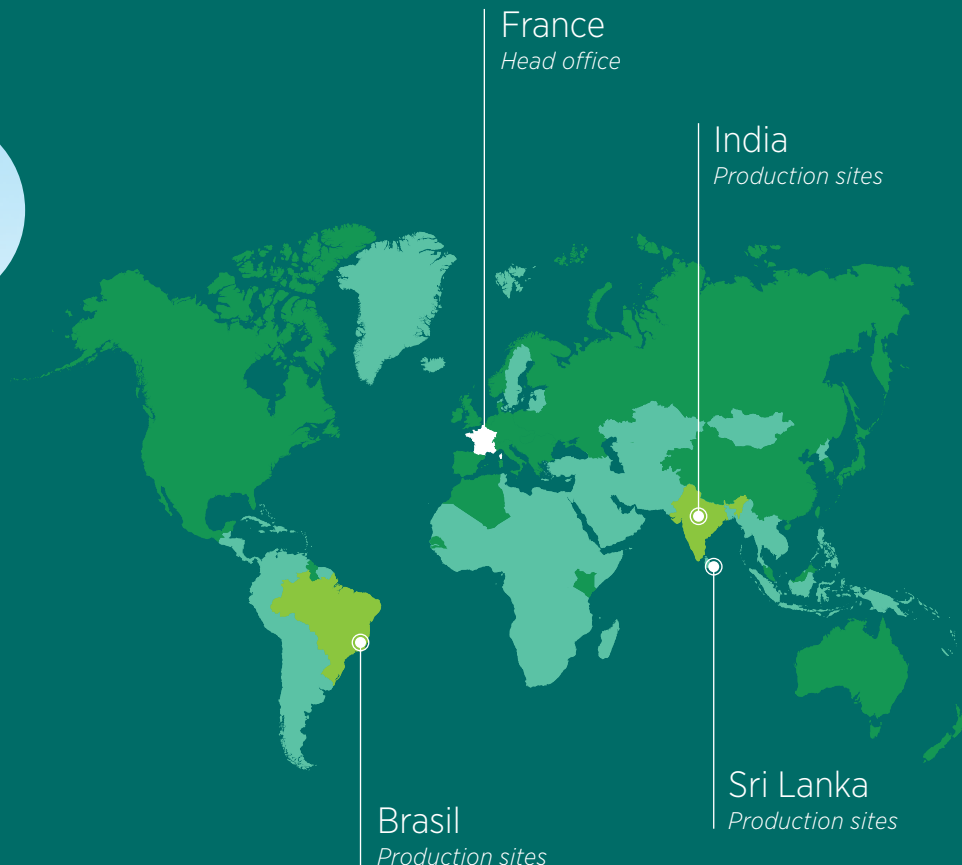 France
Head office
India
Production sites
Sri Lanka
Production sites
Brasil
Production sites